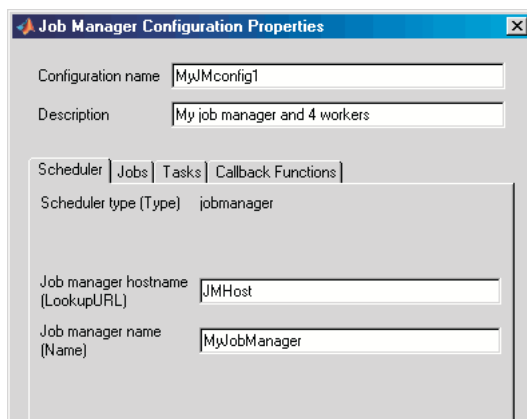 Job Manager Configuration Properties
Configuration name MyJMconfig1
Description My job manager and 4 workers
Scheduler Jobs Tasks Callback Functions
Scheduler type (Type) jobmanager
Job manager hostname
(LookupURL) JMHost
Job manager name
(Name) MyJobManager